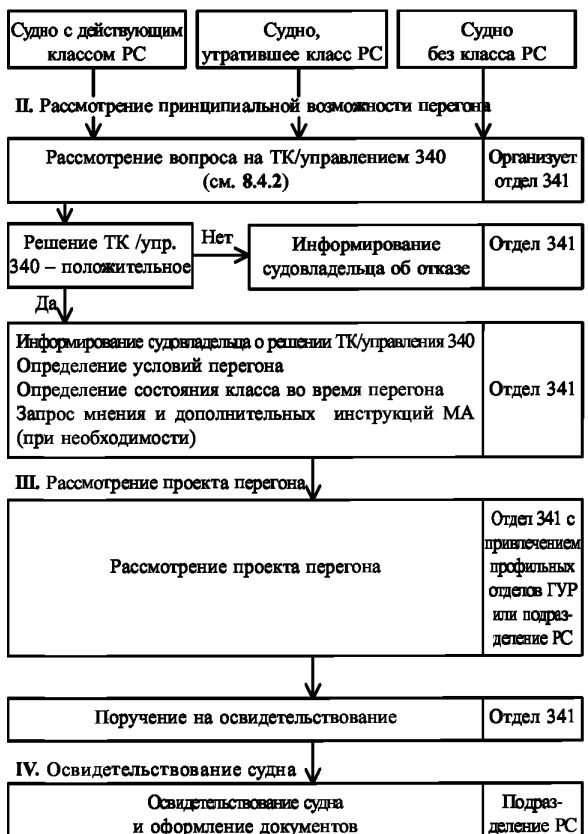 Судно с действующим
классом РС
Судно,
утратившее класс РС
Судно
без класса РС
II. Рассмотрение принципиальной возможности перегона
Рассмотрение вопроса на ТК/управлением 340
(см. 8.4.2)
Организует
отдел 341
Решение ТК /упр.
340 – положительное
Нет
Информирование
судовладельца об отказе
Отдел 341
Да
Информирование судовладельца о решении ТК/управления 340
Определение условий перегона
Определение состояния класса во время перегона
Запрос мнения и дополнительных инструкций МА
(при необходимости)
Отдел 341
III. Рассмотрение проекта перегона
Рассмотрение проекта перегона
Отдел 341 с
привлечением
профильных
отделов ГУР
или подраз-
деление РС
Поручение на освидетельствование
Отдел 341
IV. Освидетельствование судна
Освидетельствование судна
и оформление документов
Подраз-
деление РС